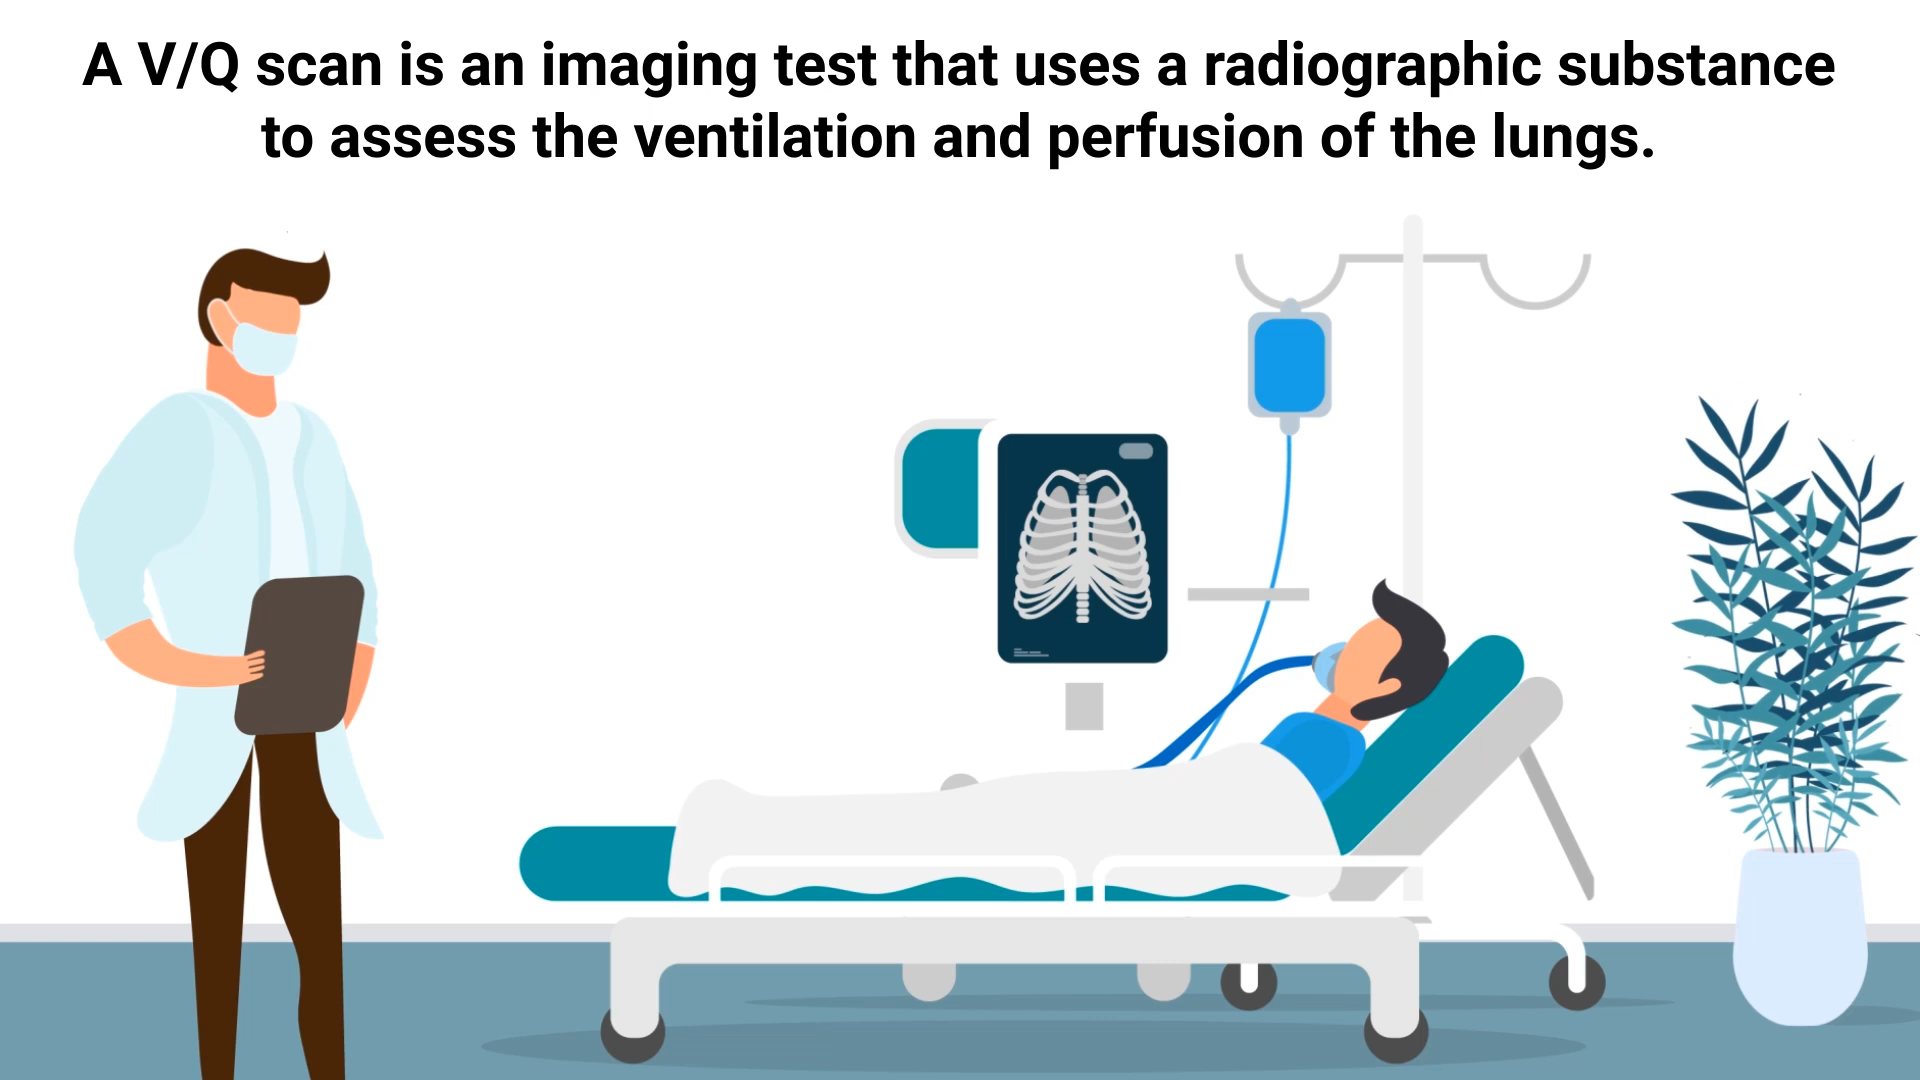 A V/Q scan is an imaging test that uses a radiographic substance
to assess the ventilation and perfusion of the lungs.